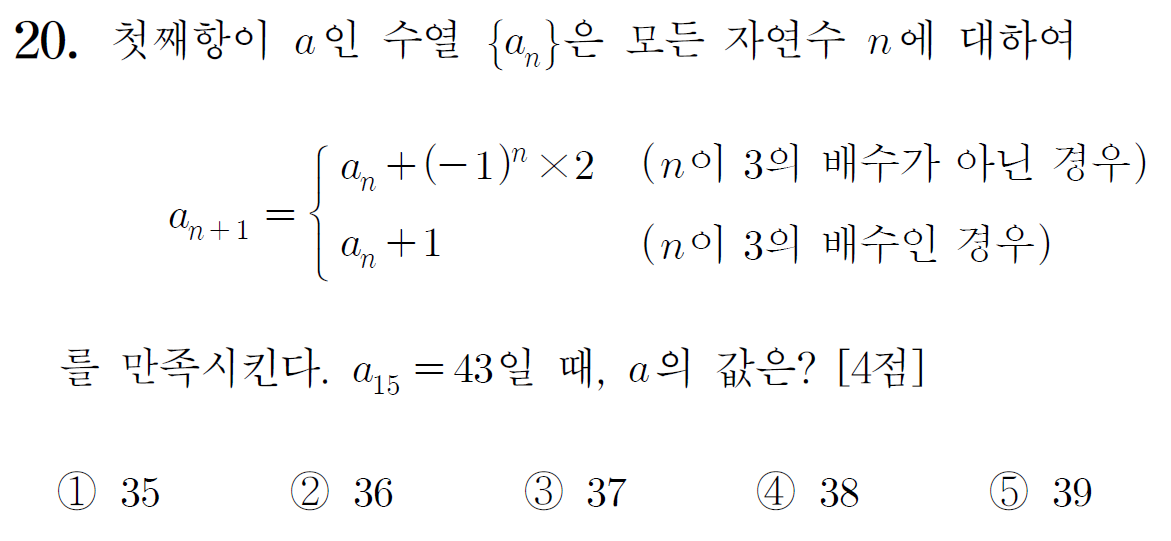 20. 첫째항이 a인 수열 {aₙ}은 모든 자연수 n에 대하여
aₙ₊₁ = { aₙ+(−1)ⁿ×2 (n이 3의 배수가 아닌 경우)
aₙ+1 (n이 3의 배수인 경우)
를 만족시킨다. a₁₅=43일 때, a의 값은? [4점]
① 35 ② 36 ③ 37 ④ 38 ⑤ 39